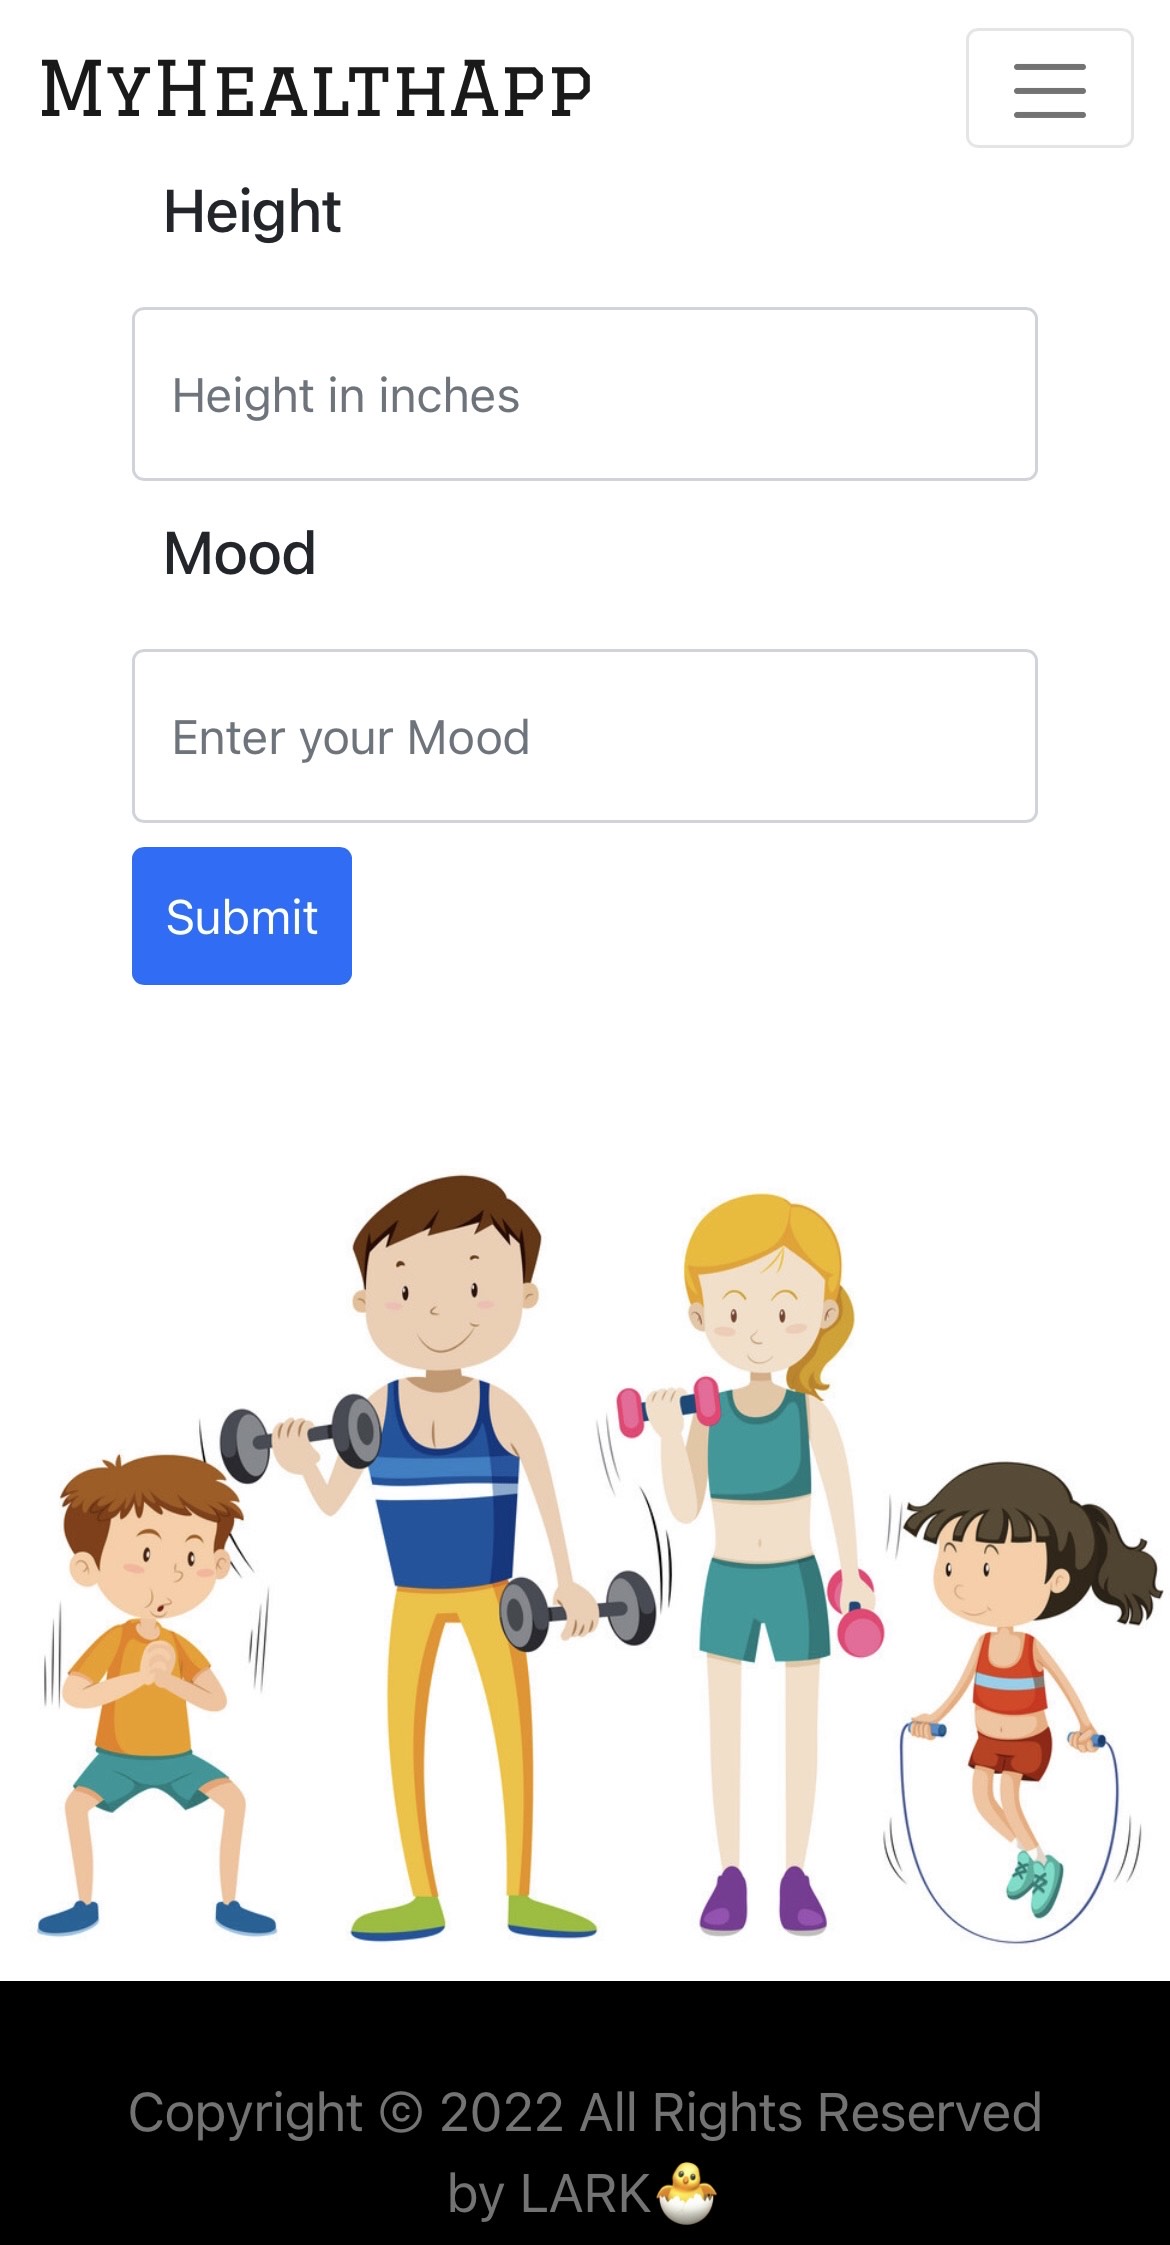 MyHealthApp
Height
Height in inches
Mood
Enter your Mood
Submit
Copyright © 2022 All Rights Reserved
by LARK🐣